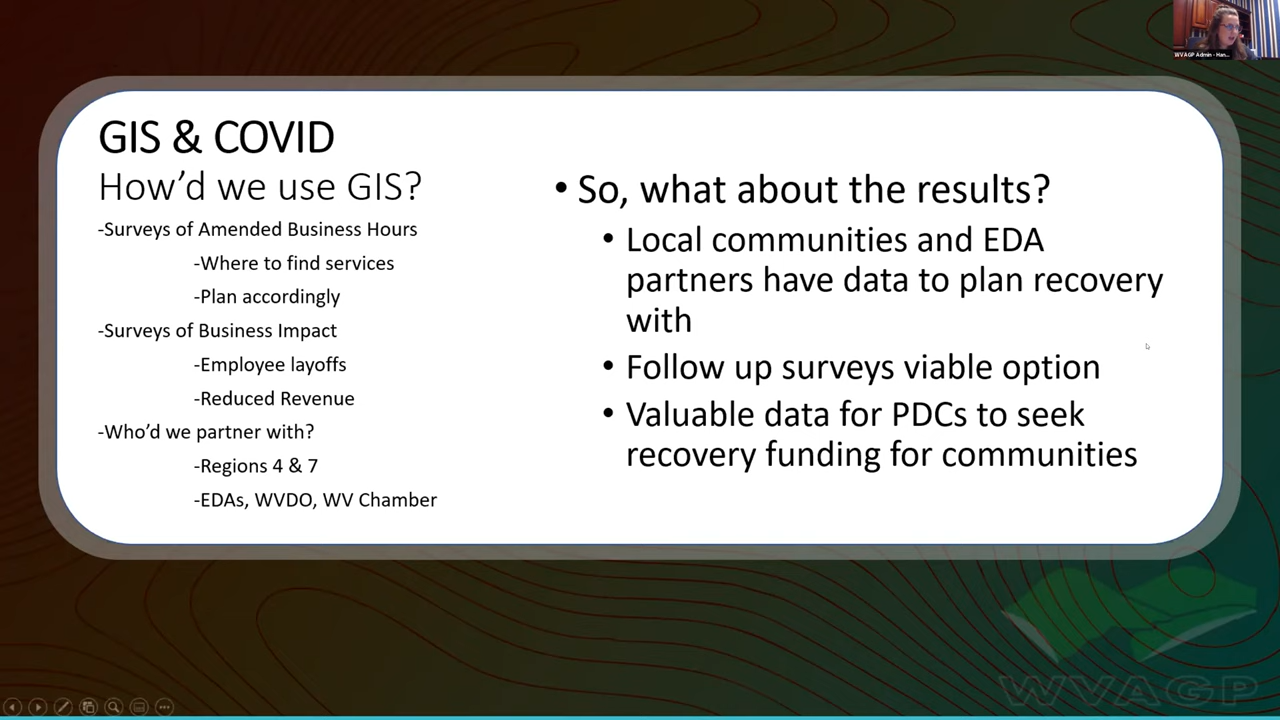 WVAGP Admin - Han...
GIS & COVID
How'd we use GIS?
-Surveys of Amended Business Hours
-Where to find services
-Plan accordingly
-Surveys of Business Impact
-Employee layoffs
-Reduced Revenue
-Who'd we partner with?
-Regions 4 & 7
-EDAs, WVDO, WV Chamber
• So, what about the results?
• Local communities and EDA
partners have data to plan recovery
with
• Follow up surveys viable option
• Valuable data for PDCs to seek
recovery funding for communities
WVAGP